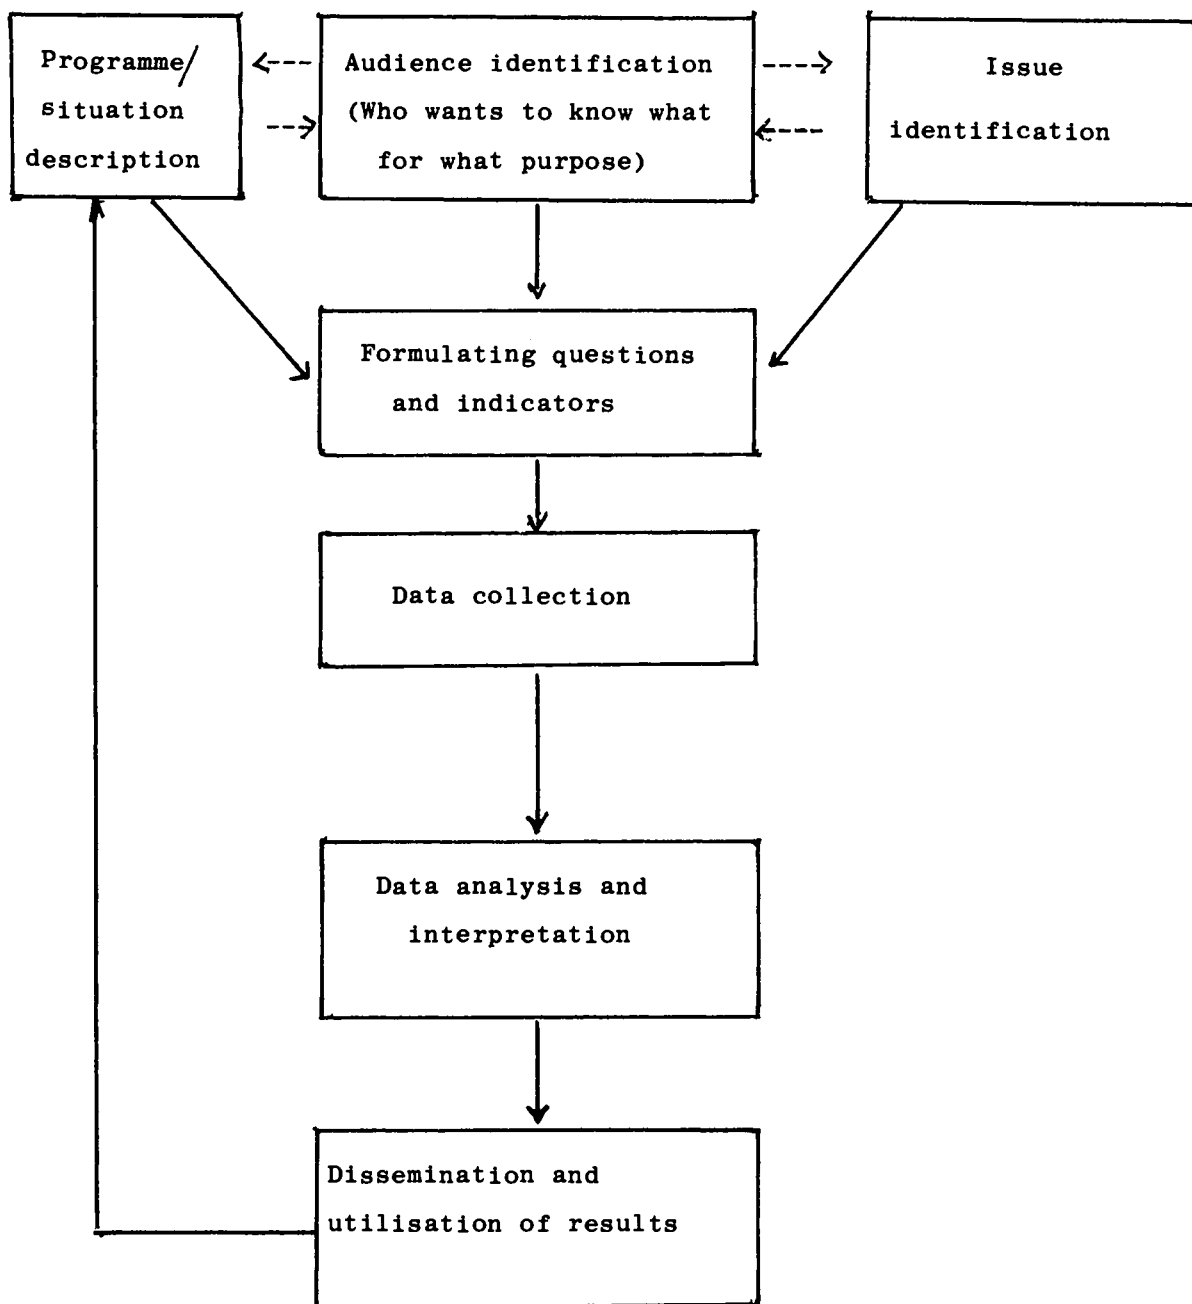 Programme/
situation
description
Audience identification
(Who wants to know what
for what purpose)
Issue
identification
Formulating questions
and indicators
Data collection
Data analysis and
interpretation
Dissemination and
utilisation of results